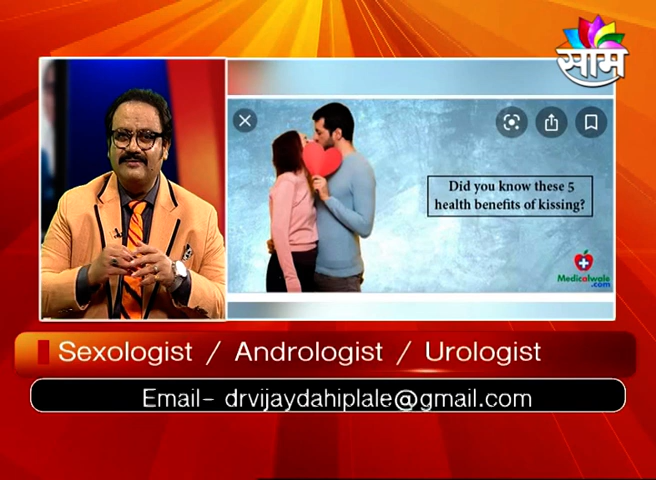 साम
Did you know these 5
health benefits of kissing?
Medicalwale
.com
Sexologist / Andrologist / Urologist
Email- drvijaydahiplale@gmail.com